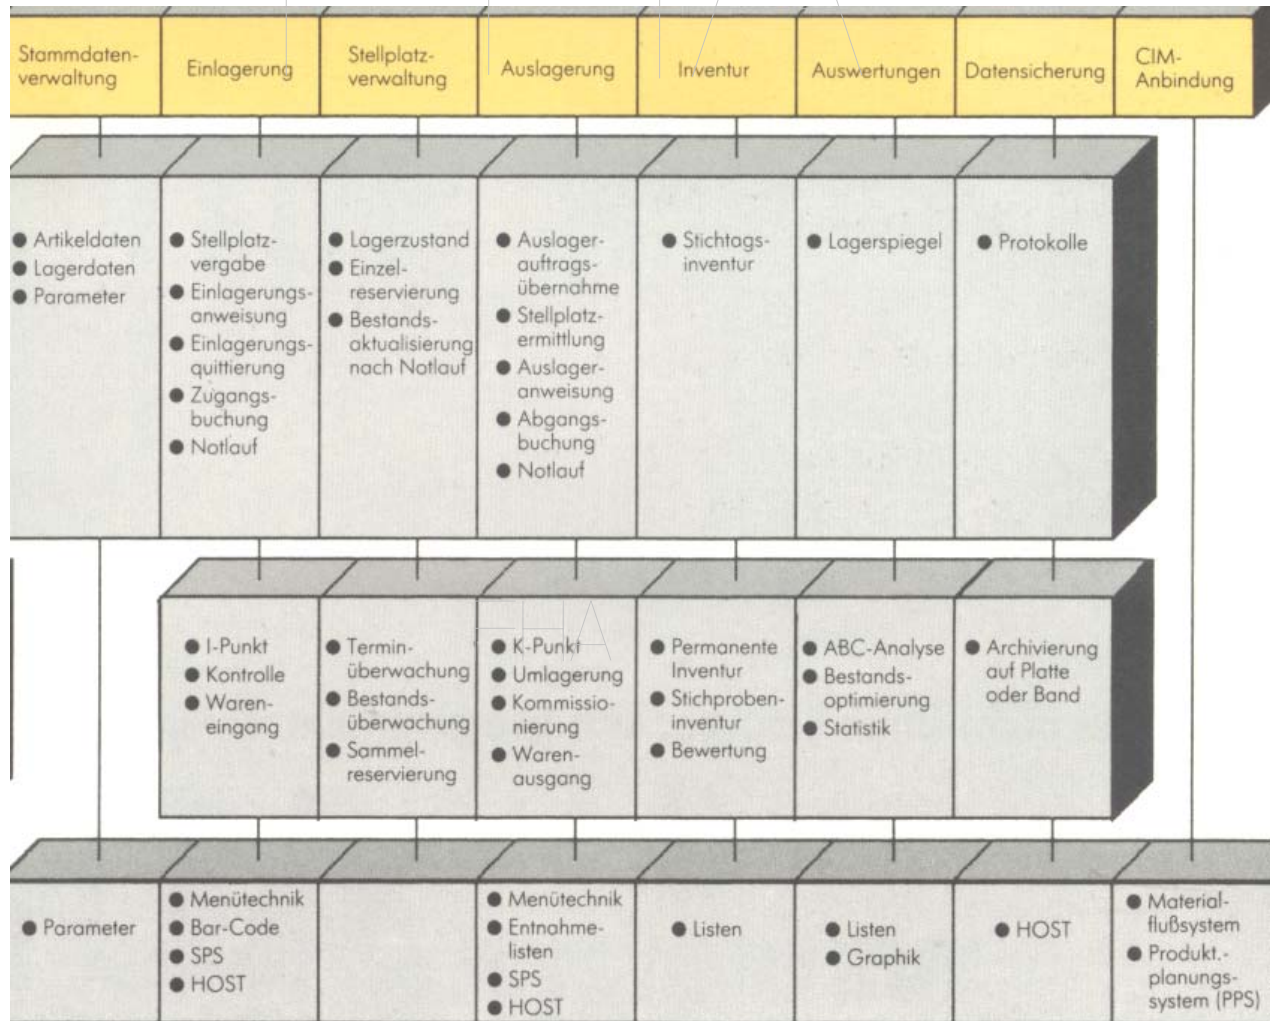 Stammdaten-
verwaltung
Einlagerung
Stellplatz-
verwaltung
Auslagerung
Inventur
Auswertungen
Datensicherung
CIM-
Anbindung
● Artikeldaten
● Lagerdaten
● Parameter
● Stellplatz-
vergabe
● Einlagerungs-
anweisung
● Einlagerungs-
quittierung
● Zugangs-
buchung
● Notlauf
● Lagerzustand
● Einzel-
reservierung
● Bestands-
aktualisierung
nach Notlauf
● Auslager-
auftrags-
übernahme
● Stellplatz-
ermittlung
● Auslager-
anweisung
● Abgangs-
buchung
● Notlauf
● Stichtags-
inventur
● Lagerspiegel
● Protokolle
● I-Punkt
● Kontrolle
● Waren-
eingang
● Termin-
überwachung
● Bestands-
überwachung
● Sammel-
reservierung
● K-Punkt
● Umlagerung
● Kommissio-
nierung
● Waren-
ausgang
● Permanente
Inventur
● Stichproben-
inventur
● Bewertung
● ABC-Analyse
● Bestands-
optimierung
● Statistik
● Archivierung
auf Platte
oder Band
● Parameter
● Menütechnik
● Bar-Code
● SPS
● HOST
● Menütechnik
● Entnahme-
listen
● SPS
● HOST
● Listen
● Listen
● Graphik
● HOST
● Material-
flußsystem
● Produkt.-
planungs-
system (PPS)